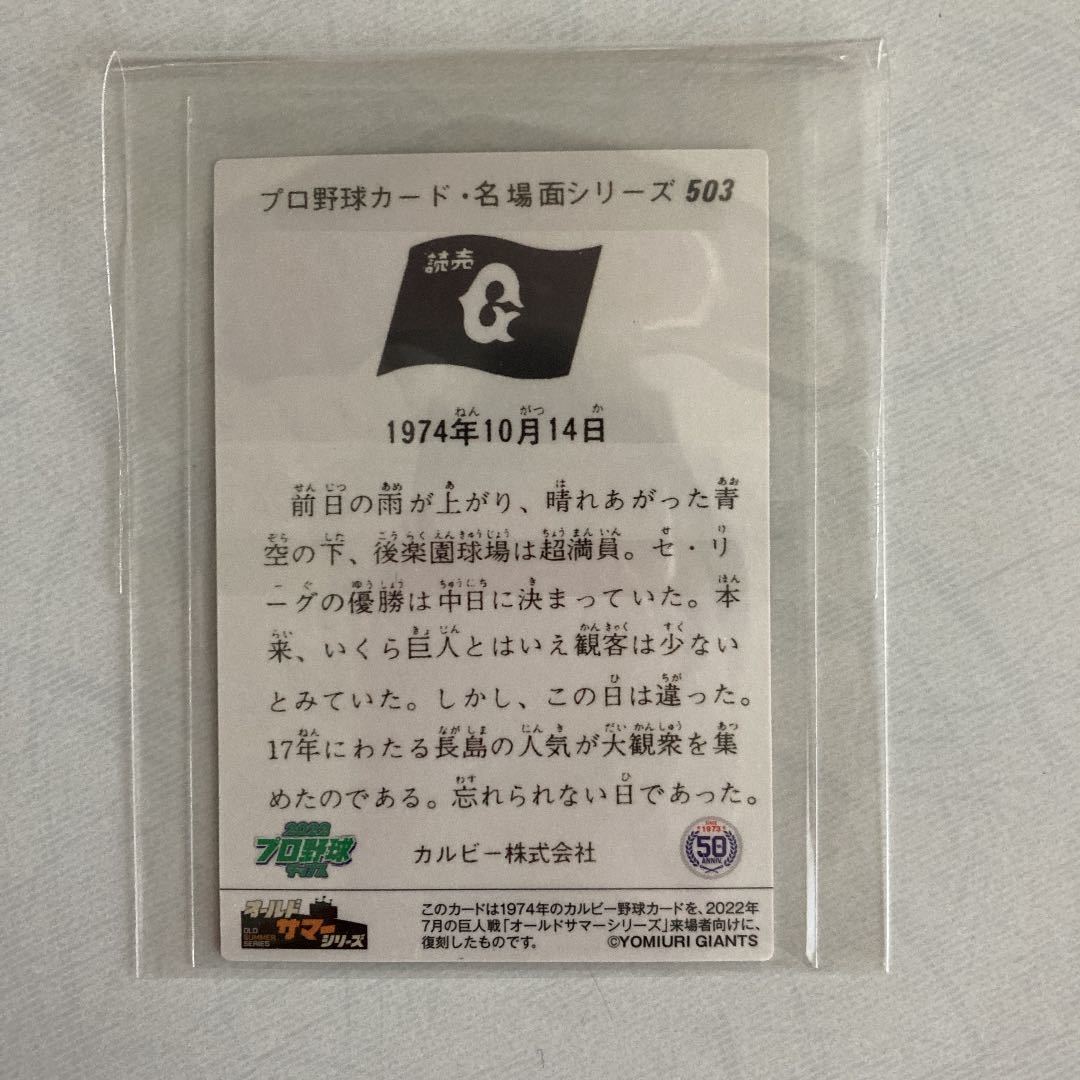 プロ野球カード・名場面シリーズ 503
読売
G
1974年10月14日
前日の雨が上がり、晴れあがった青
空の下、後楽園球場は超満員。セ・リ
ーグの優勝は中日に決まっていた。本
来、いくら巨人とはいえ観客は少ない
とみていた。しかし、この日は違った。
17年にわたる長島の人気が大観衆を集
めたのである。忘れられない日であった。
2022
プロ野球
チップス
カルビー株式会社
SINCE
1973
50
ANNIV.
オールド
サマー
シリーズ
OLD
SUMMER
SERIES
このカードは1974年のカルビー野球カードを、2022年
7月の巨人戦「オールドサマーシリーズ」来場者向けに、
復刻したものです。 ©YOMIURI GIANTS